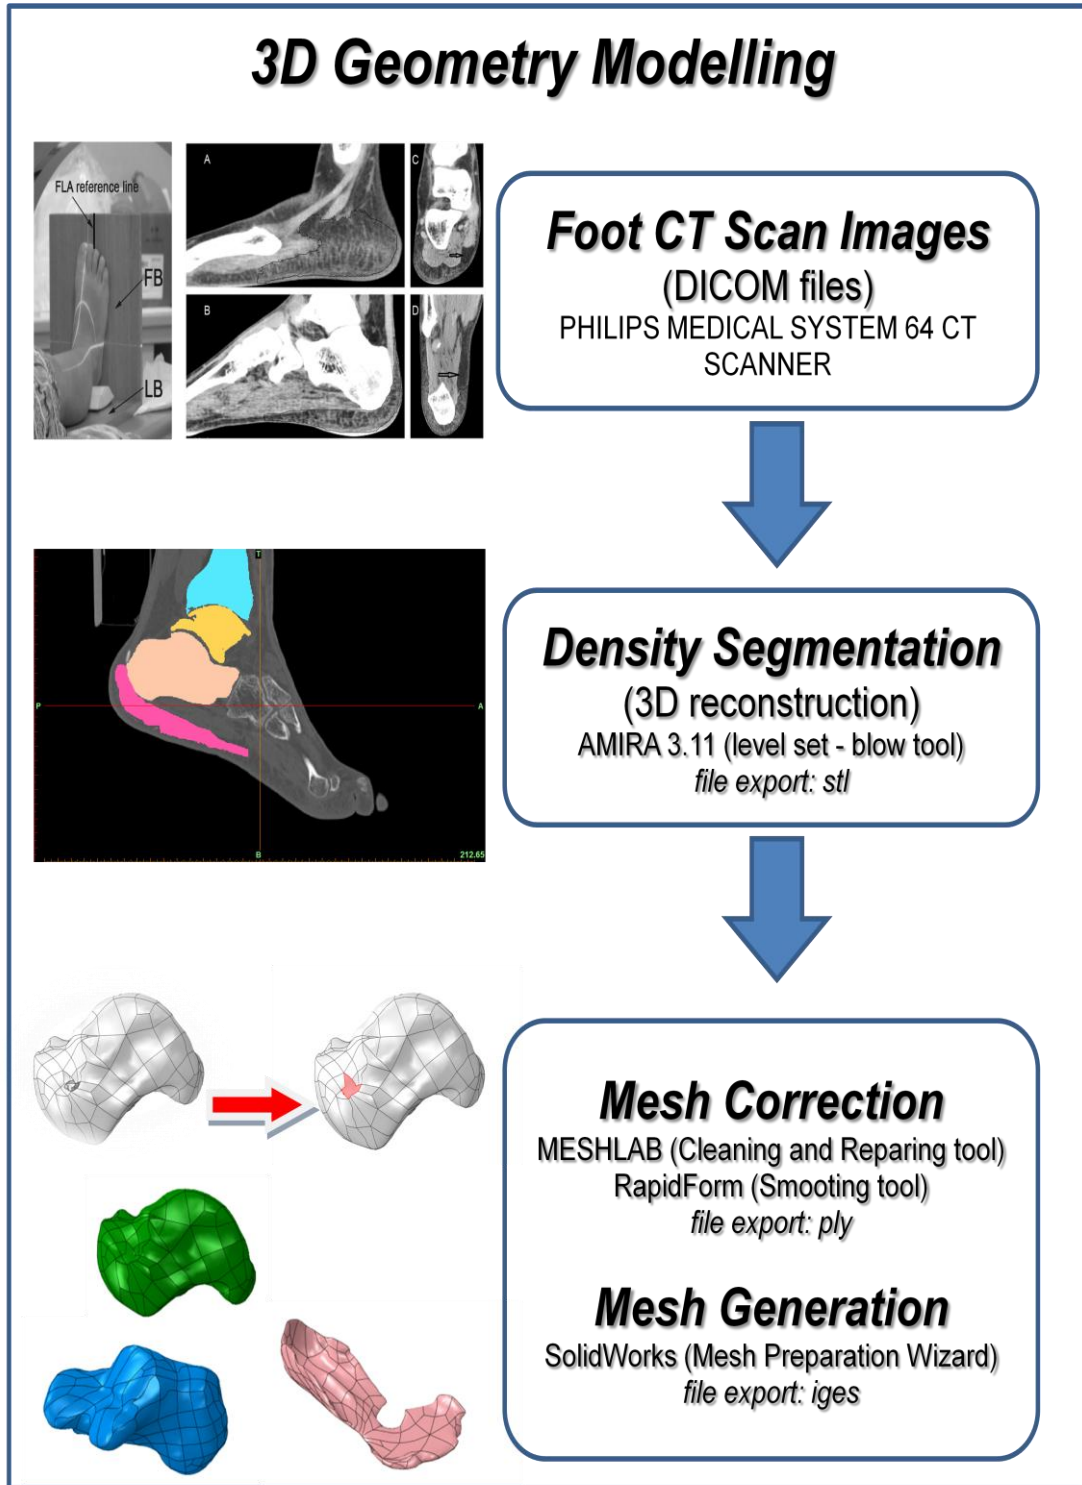 3D Geometry Modelling
FLA reference line
FB
LB
A
C
B
D
Foot CT Scan Images
(DICOM files)
PHILIPS MEDICAL SYSTEM 64 CT
SCANNER
T
P
A
B
212.65
Density Segmentation
(3D reconstruction)
AMIRA 3.11 (level set - blow tool)
file export: stl
Mesh Correction
MESHLAB (Cleaning and Reparing tool)
RapidForm (Smooting tool)
file export: ply
Mesh Generation
SolidWorks (Mesh Preparation Wizard)
file export: iges